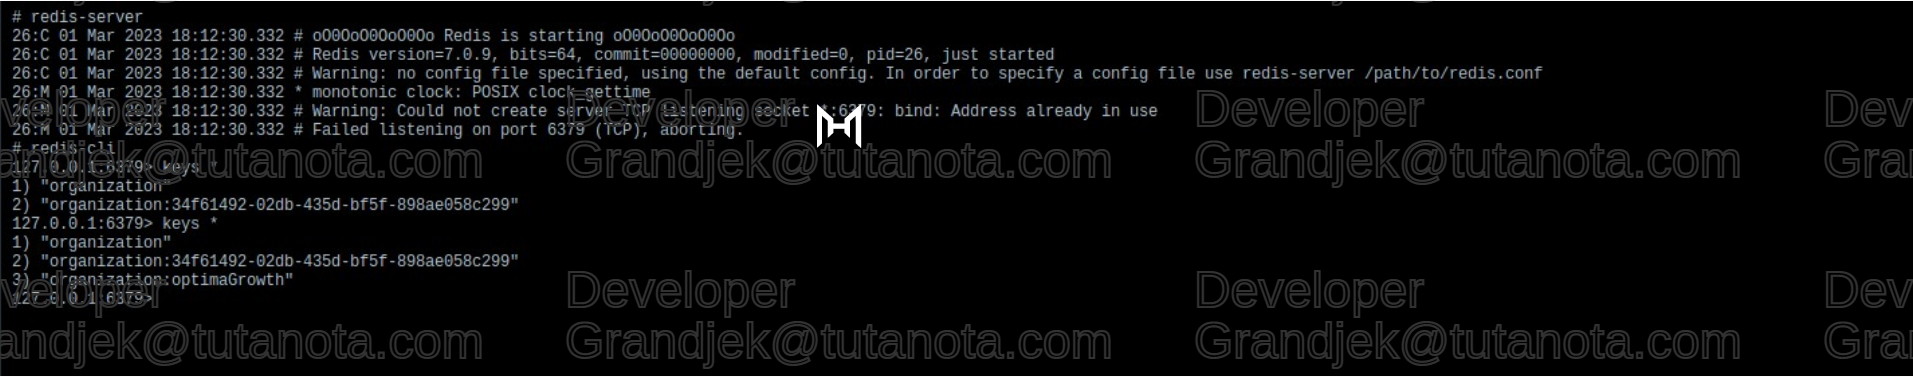 # redis-server
26:C 01 Mar 2023 18:12:30.332 # oO0OoO0OoO0Oo Redis is starting oO0OoO0OoO0Oo
26:C 01 Mar 2023 18:12:30.332 # Redis version=7.0.9, bits=64, commit=00000000, modified=0, pid=26, just started
26:C 01 Mar 2023 18:12:30.332 # Warning: no config file specified, using the default config. In order to specify a config file use redis-server /path/to/redis.conf
26:M 01 Mar 2023 18:12:30.332 * monotonic clock: POSIX clock_gettime
26:M 01 Mar 2023 18:12:30.332 # Warning: Could not create server TCP listening socket *:6379: bind: Address already in use
26:M 01 Mar 2023 18:12:30.332 # Failed listening on port 6379 (TCP), aborting.
# redis-cli
127.0.0.1:6379> keys *
1) "organization"
2) "organization:34f61492-02db-435d-bf5f-898ae058c299"
127.0.0.1:6379> keys *
1) "organization"
2) "organization:34f61492-02db-435d-bf5f-898ae058c299"
3) "organization:optimaGrowth"
127.0.0.1:6379>
veloper Developer Developer Dev
andjek@tutanota.com Grandjek@tutanota.com Grandjek@tutanota.com Gra
veloper Developer Developer Dev
andjek@tutanota.com Grandjek@tutanota.com Grandjek@tutanota.com Gra